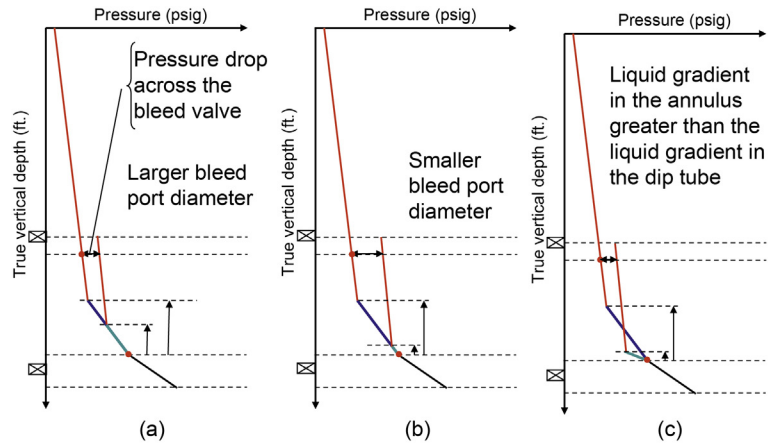 Pressure (psig)
True vertical depth (ft.)
Pressure drop
across the
bleed valve
Larger bleed
port diameter
(a)
Pressure (psig)
True vertical depth (ft.)
Smaller
bleed port
diameter
(b)
Pressure (psig)
True vertical depth (ft.)
Liquid gradient
in the annulus
greater than the
liquid gradient in
the dip tube
(c)